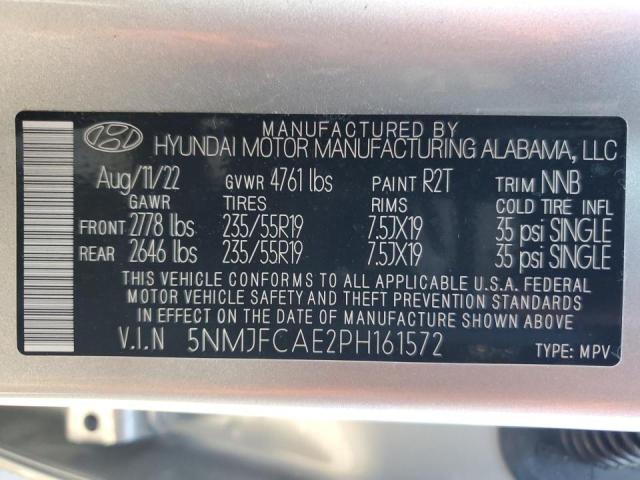 MANUFACTURED BY
HYUNDAI MOTOR MANUFACTURING ALABAMA, LLC
Aug/11/22 GVWR 4761 lbs PAINT R2T TRIM NNB
GAWR TIRES RIMS COLD TIRE INFL
FRONT 2778 lbs 235/55R19 7.5JX19 35 psi SINGLE
REAR 2646 lbs 235/55R19 7.5JX19 35 psi SINGLE
THIS VEHICLE CONFORMS TO ALL APPLICABLE U.S.A. FEDERAL
MOTOR VEHICLE SAFETY AND THEFT PREVENTION STANDARDS
IN EFFECT ON THE DATE OF MANUFACTURE SHOWN ABOVE
V.I.N 5NMJFCAE2PH161572 TYPE: MPV